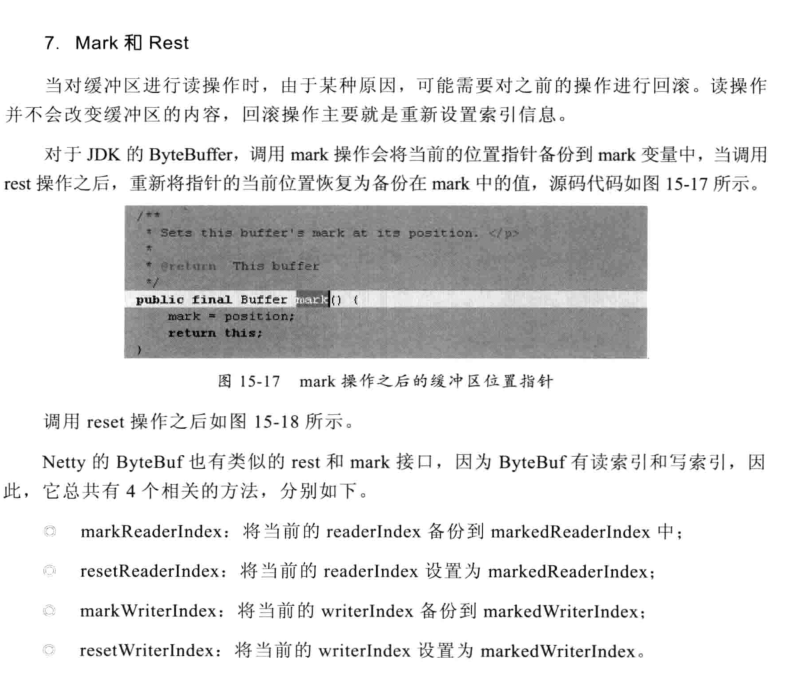 7. Mark 和 Rest
当对缓冲区进行读操作时，由于某种原因，可能需要对之前的操作进行回滚。读操作
并不会改变缓冲区的内容，回滚操作主要就是重新设置索引信息。
对于 JDK 的 ByteBuffer，调用 mark 操作会将当前的位置指针备份到 mark 变量中，当调用
rest 操作之后，重新将指针的当前位置恢复为备份在 mark 中的值，源码代码如图 15-17 所示。
/**
* Sets this buffer's mark at its position. </p>
*
* @return This buffer
*/
public final Buffer mark() {
mark = position;
return this;
}
图 15-17 mark 操作之后的缓冲区位置指针
调用 reset 操作之后如图 15-18 所示。
Netty 的 ByteBuf 也有类似的 rest 和 mark 接口，因为 ByteBuf 有读索引和写索引，因
此，它总共有 4 个相关的方法，分别如下。
markReaderIndex：将当前的 readerIndex 备份到 markedReaderIndex 中；
resetReaderIndex：将当前的 readerIndex 设置为 markedReaderIndex；
markWriterIndex：将当前的 writerIndex 备份到 markedWriterIndex；
resetWriterIndex：将当前的 writerIndex 设置为 markedWriterIndex。